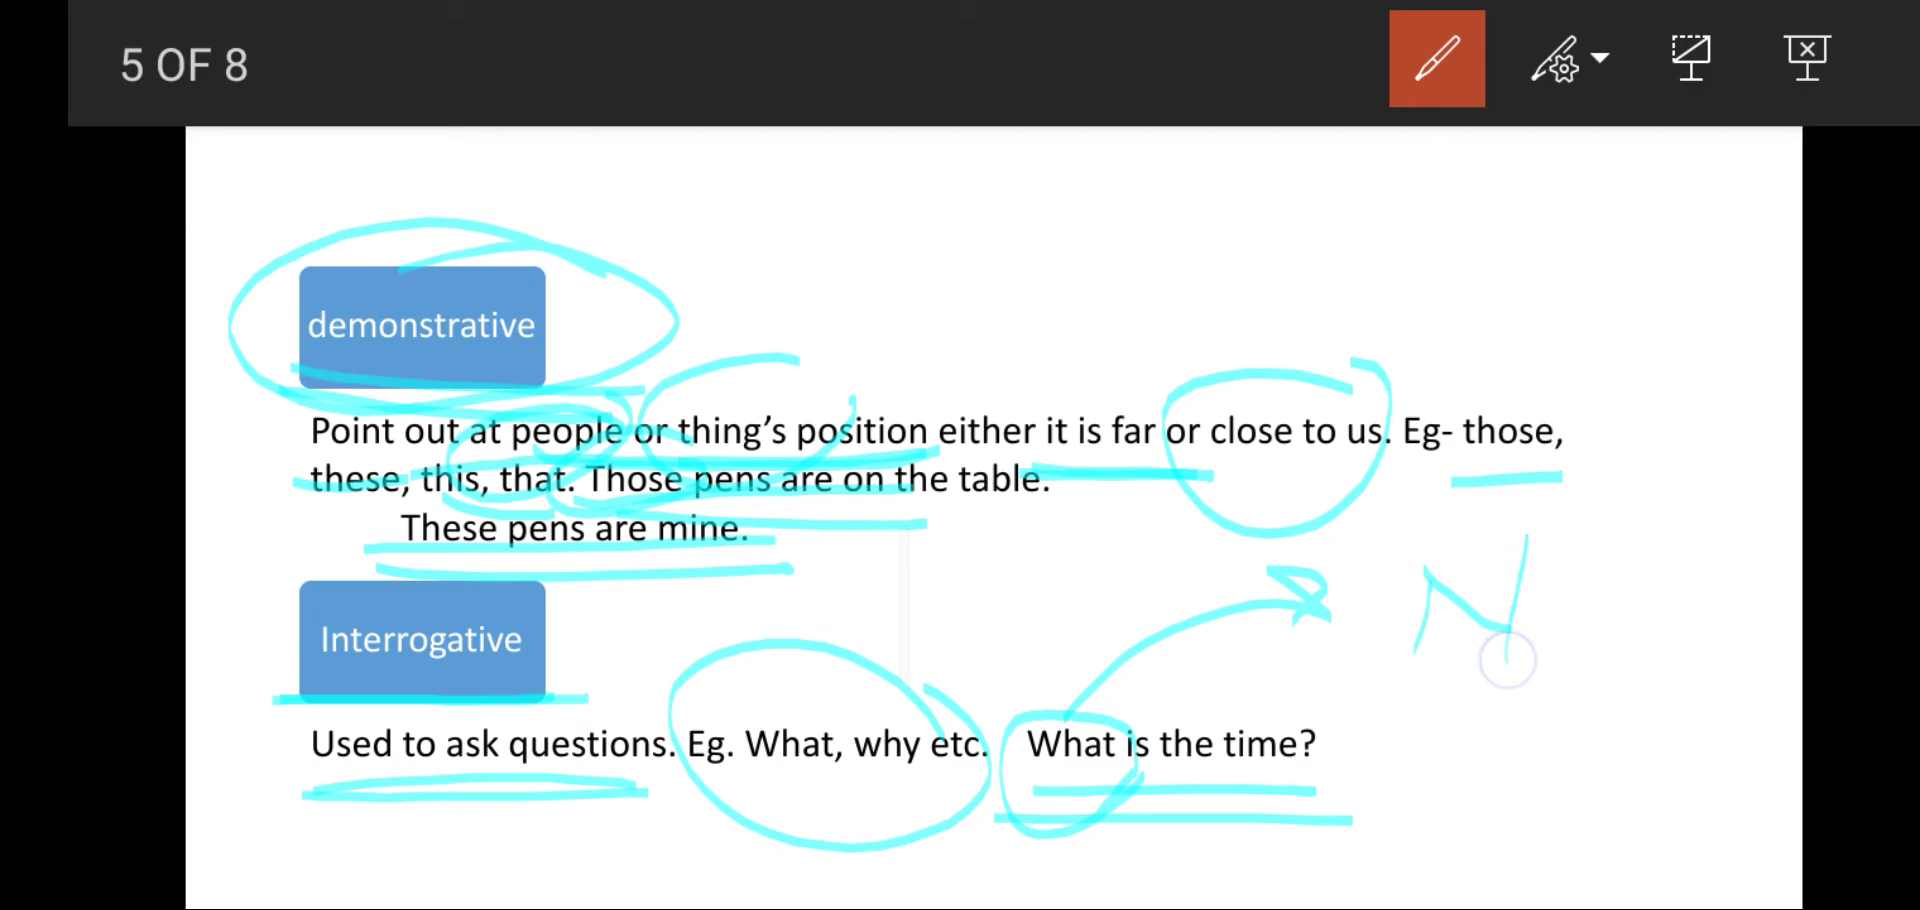 5 OF 8
demonstrative
Point out at people or thing's position either it is far or close to us. Eg- those,
these, this, that. Those pens are on the table.
These pens are mine.
Interrogative
Used to ask questions. Eg. What, why etc. What is the time?
N